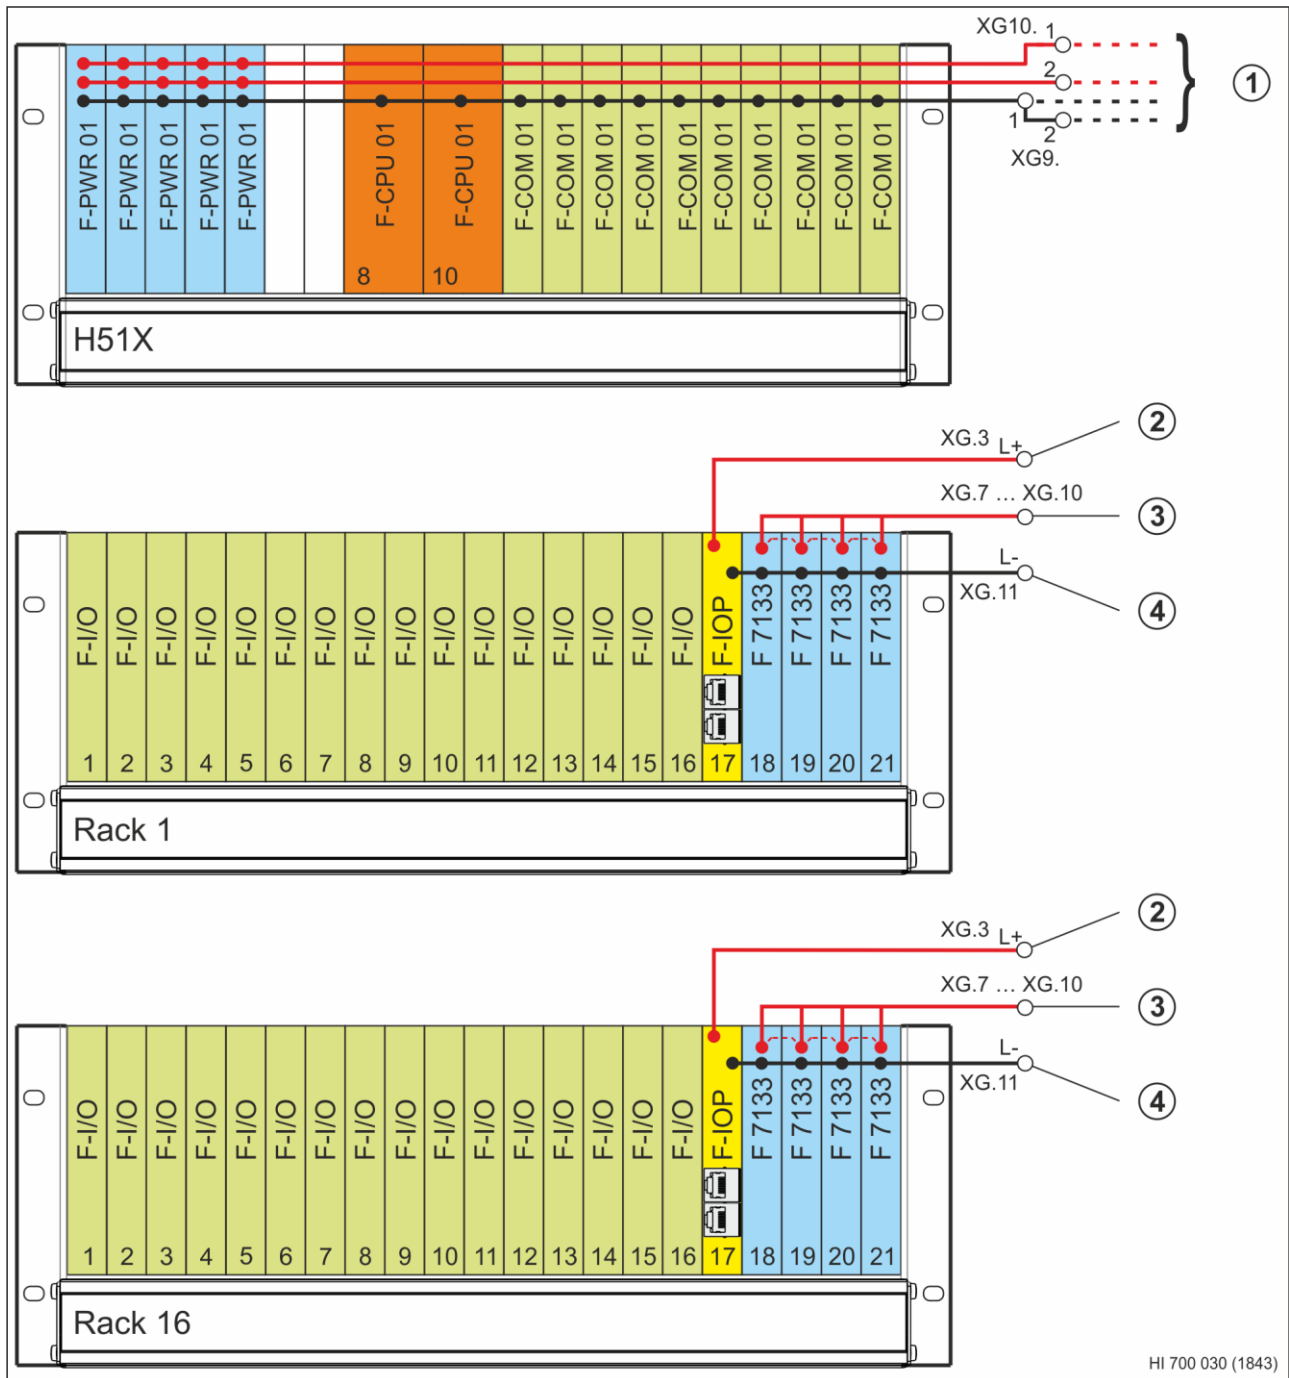 XG10. 1
2
1
2
XG9.
1
F-PWR 01 F-PWR 01 F-PWR 01 F-PWR 01 F-PWR 01 F-CPU 01 F-CPU 01 F-COM 01 F-COM 01 F-COM 01 F-COM 01 F-COM 01 F-COM 01 F-COM 01 F-COM 01 F-COM 01 F-COM 01
8 10
H51X
XG.3 L+ 2
XG.7 ... XG.10 3
L-
XG.11 4
F-I/O F-I/O F-I/O F-I/O F-I/O F-I/O F-I/O F-I/O F-I/O F-I/O F-I/O F-I/O F-I/O F-I/O F-I/O F-I/O F-IOP F 7133 F 7133 F 7133 F 7133
1 2 3 4 5 6 7 8 9 10 11 12 13 14 15 16 17 18 19 20 21
Rack 1
XG.3 L+ 2
XG.7 ... XG.10 3
L-
XG.11 4
F-I/O F-I/O F-I/O F-I/O F-I/O F-I/O F-I/O F-I/O F-I/O F-I/O F-I/O F-I/O F-I/O F-I/O F-I/O F-I/O F-IOP F 7133 F 7133 F 7133 F 7133
1 2 3 4 5 6 7 8 9 10 11 12 13 14 15 16 17 18 19 20 21
Rack 16
HI 700 030 (1843)